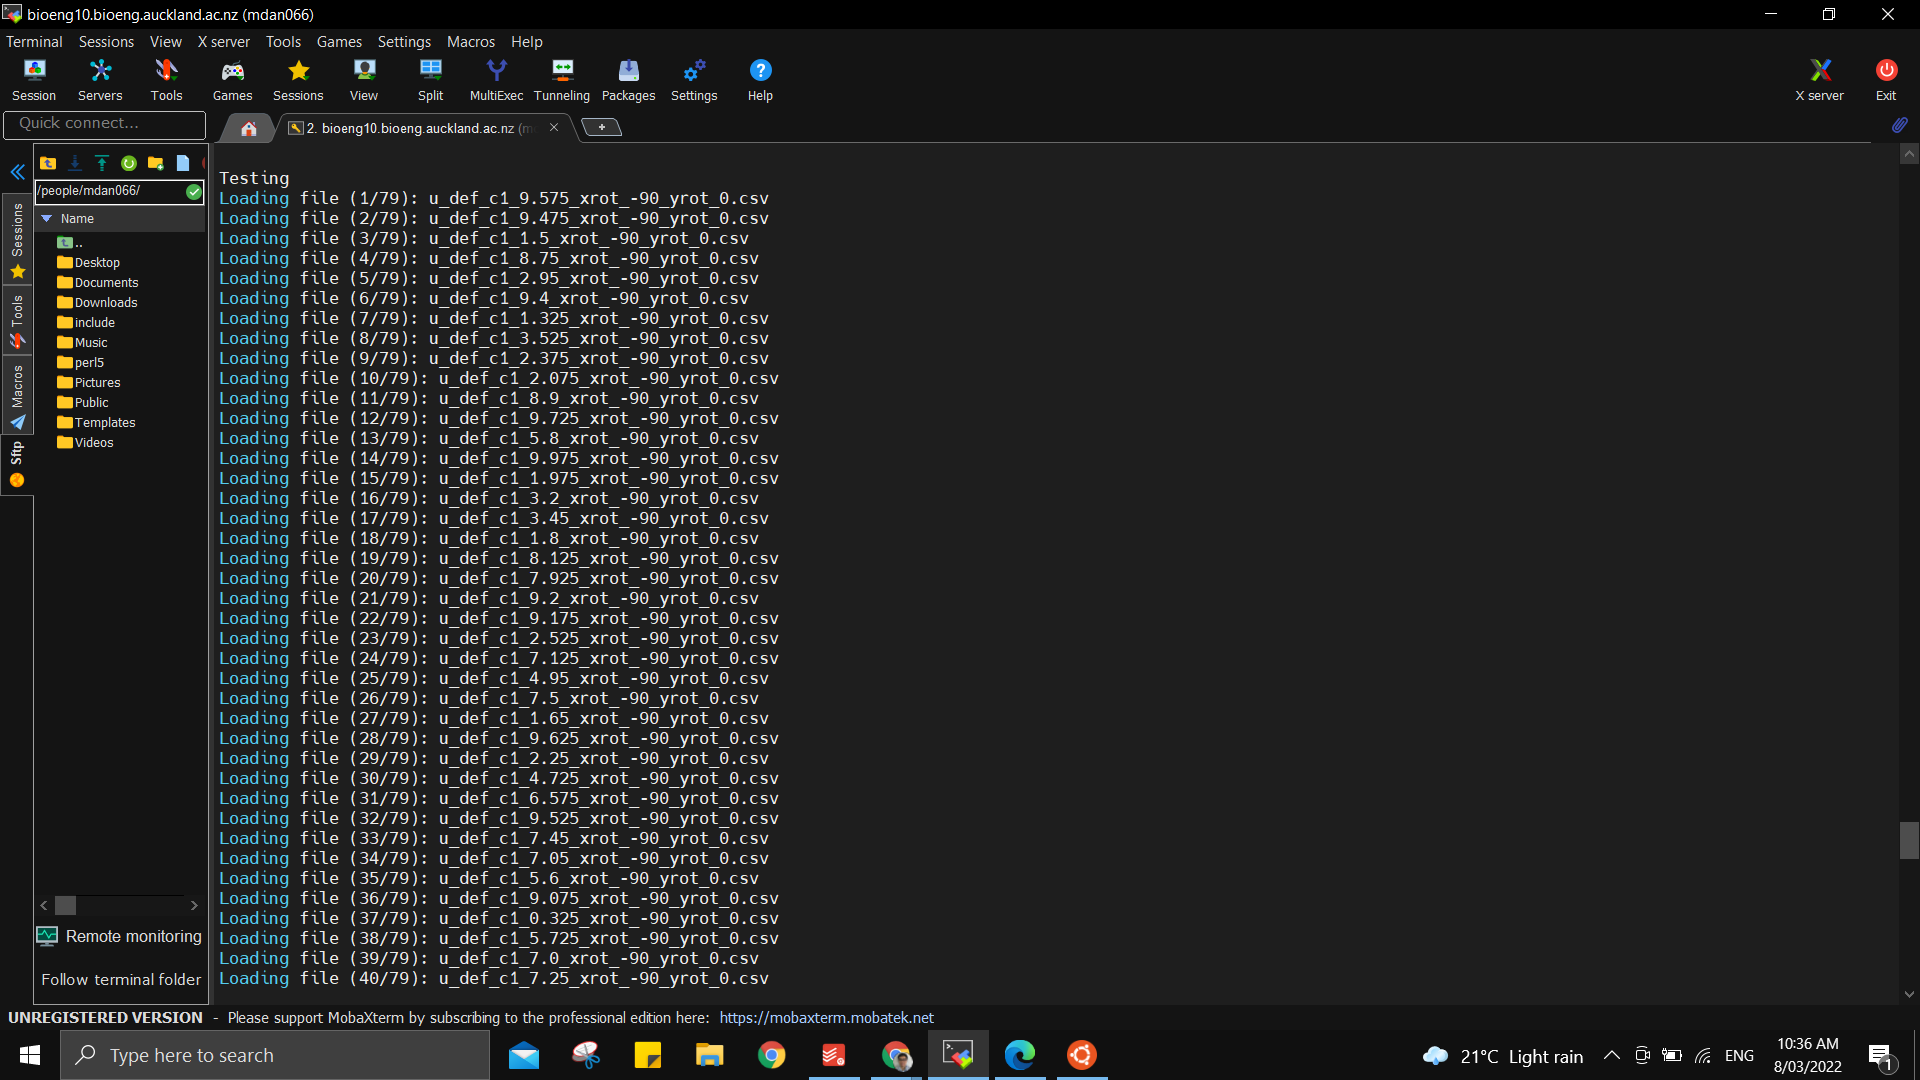 bioeng10.bioeng.auckland.ac.nz (mdan066)
Terminal Sessions View X server Tools Games Settings Macros Help
Session Servers Tools Games Sessions View Split MultiExec Tunneling Packages Settings Help X server Exit
Quick connect...
2. bioeng10.bioeng.auckland.ac.nz (m
/people/mdan066/
Name
..
Desktop
Documents
Downloads
include
Music
perl5
Pictures
Public
Templates
Videos
Sessions
Tools
Macros
Sftp
Remote monitoring
Follow terminal folder
Testing
Loading file (1/79): u_def_c1_9.575_xrot_-90_yrot_0.csv
Loading file (2/79): u_def_c1_9.475_xrot_-90_yrot_0.csv
Loading file (3/79): u_def_c1_1.5_xrot_-90_yrot_0.csv
Loading file (4/79): u_def_c1_8.75_xrot_-90_yrot_0.csv
Loading file (5/79): u_def_c1_2.95_xrot_-90_yrot_0.csv
Loading file (6/79): u_def_c1_9.4_xrot_-90_yrot_0.csv
Loading file (7/79): u_def_c1_1.325_xrot_-90_yrot_0.csv
Loading file (8/79): u_def_c1_3.525_xrot_-90_yrot_0.csv
Loading file (9/79): u_def_c1_2.375_xrot_-90_yrot_0.csv
Loading file (10/79): u_def_c1_2.075_xrot_-90_yrot_0.csv
Loading file (11/79): u_def_c1_8.9_xrot_-90_yrot_0.csv
Loading file (12/79): u_def_c1_9.725_xrot_-90_yrot_0.csv
Loading file (13/79): u_def_c1_5.8_xrot_-90_yrot_0.csv
Loading file (14/79): u_def_c1_9.975_xrot_-90_yrot_0.csv
Loading file (15/79): u_def_c1_1.975_xrot_-90_yrot_0.csv
Loading file (16/79): u_def_c1_3.2_xrot_-90_yrot_0.csv
Loading file (17/79): u_def_c1_3.45_xrot_-90_yrot_0.csv
Loading file (18/79): u_def_c1_1.8_xrot_-90_yrot_0.csv
Loading file (19/79): u_def_c1_8.125_xrot_-90_yrot_0.csv
Loading file (20/79): u_def_c1_7.925_xrot_-90_yrot_0.csv
Loading file (21/79): u_def_c1_9.2_xrot_-90_yrot_0.csv
Loading file (22/79): u_def_c1_9.175_xrot_-90_yrot_0.csv
Loading file (23/79): u_def_c1_2.525_xrot_-90_yrot_0.csv
Loading file (24/79): u_def_c1_7.125_xrot_-90_yrot_0.csv
Loading file (25/79): u_def_c1_4.95_xrot_-90_yrot_0.csv
Loading file (26/79): u_def_c1_7.5_xrot_-90_yrot_0.csv
Loading file (27/79): u_def_c1_1.65_xrot_-90_yrot_0.csv
Loading file (28/79): u_def_c1_9.625_xrot_-90_yrot_0.csv
Loading file (29/79): u_def_c1_2.25_xrot_-90_yrot_0.csv
Loading file (30/79): u_def_c1_4.725_xrot_-90_yrot_0.csv
Loading file (31/79): u_def_c1_6.575_xrot_-90_yrot_0.csv
Loading file (32/79): u_def_c1_9.525_xrot_-90_yrot_0.csv
Loading file (33/79): u_def_c1_7.45_xrot_-90_yrot_0.csv
Loading file (34/79): u_def_c1_7.05_xrot_-90_yrot_0.csv
Loading file (35/79): u_def_c1_5.6_xrot_-90_yrot_0.csv
Loading file (36/79): u_def_c1_9.075_xrot_-90_yrot_0.csv
Loading file (37/79): u_def_c1_0.325_xrot_-90_yrot_0.csv
Loading file (38/79): u_def_c1_5.725_xrot_-90_yrot_0.csv
Loading file (39/79): u_def_c1_7.0_xrot_-90_yrot_0.csv
Loading file (40/79): u_def_c1_7.25_xrot_-90_yrot_0.csv
UNREGISTERED VERSION - Please support MobaXterm by subscribing to the professional edition here: https://mobaxterm.mobatek.net
Type here to search
21°C Light rain
ENG
10:36 AM
8/03/2022
1